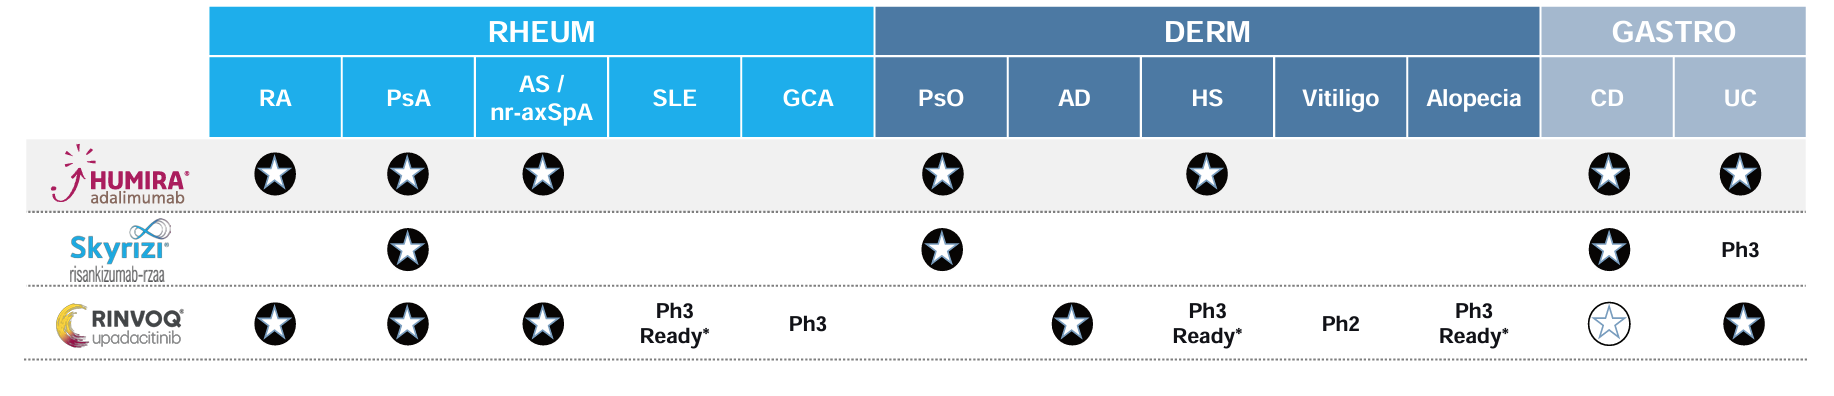 RHEUM DERM GASTRO
RA PsA AS / nr-axSpA SLE GCA PsO AD HS Vitiligo Alopecia CD UC
HUMIRA®
adalimumab
Skyrizi® Ph3
risankizumab-rzaa
RINVOQ® Ph3 Ready* Ph3 Ph3 Ready* Ph2 Ph3 Ready*
upadacitinib